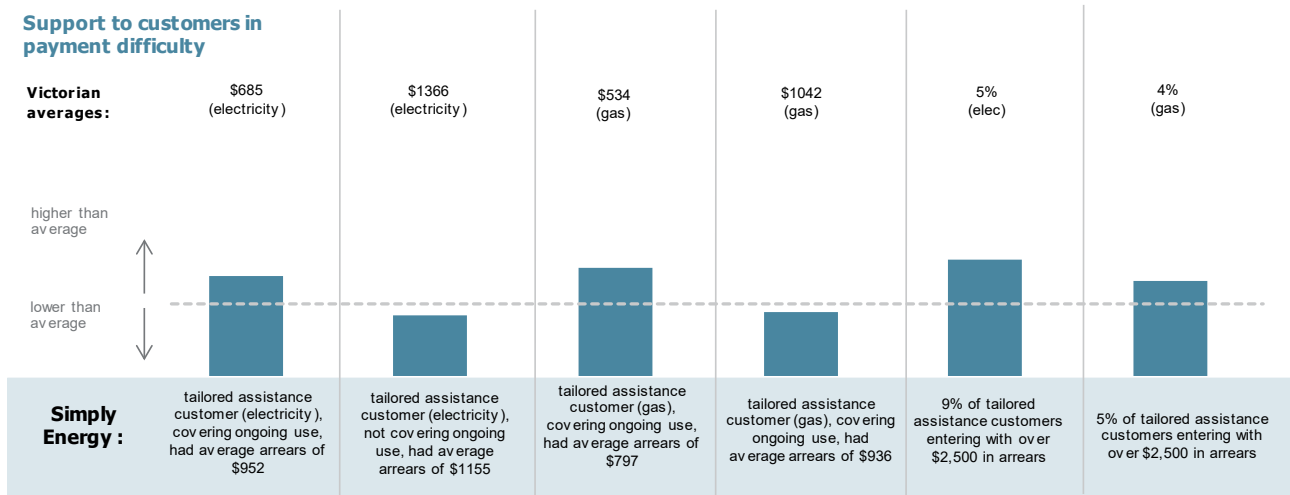 Support to customers in
payment difficulty
Victorian
averages:
$685
(electricity)
$1366
(electricity)
$534
(gas)
$1042
(gas)
5%
(elec)
4%
(gas)
higher than
average
lower than
average
Simply
Energy :
tailored assistance
customer (electricity),
covering ongoing use,
had average arrears of
$952
tailored assistance
customer (electricity),
not covering ongoing
use, had average
arrears of $1155
tailored assistance
customer (gas),
covering ongoing use,
had average arrears of
$797
tailored assistance
customer (gas), covering
ongoing use, had
average arrears of $936
9% of tailored
assistance customers
entering with over
$2,500 in arrears
5% of tailored assistance
customers entering with
over $2,500 in arrears